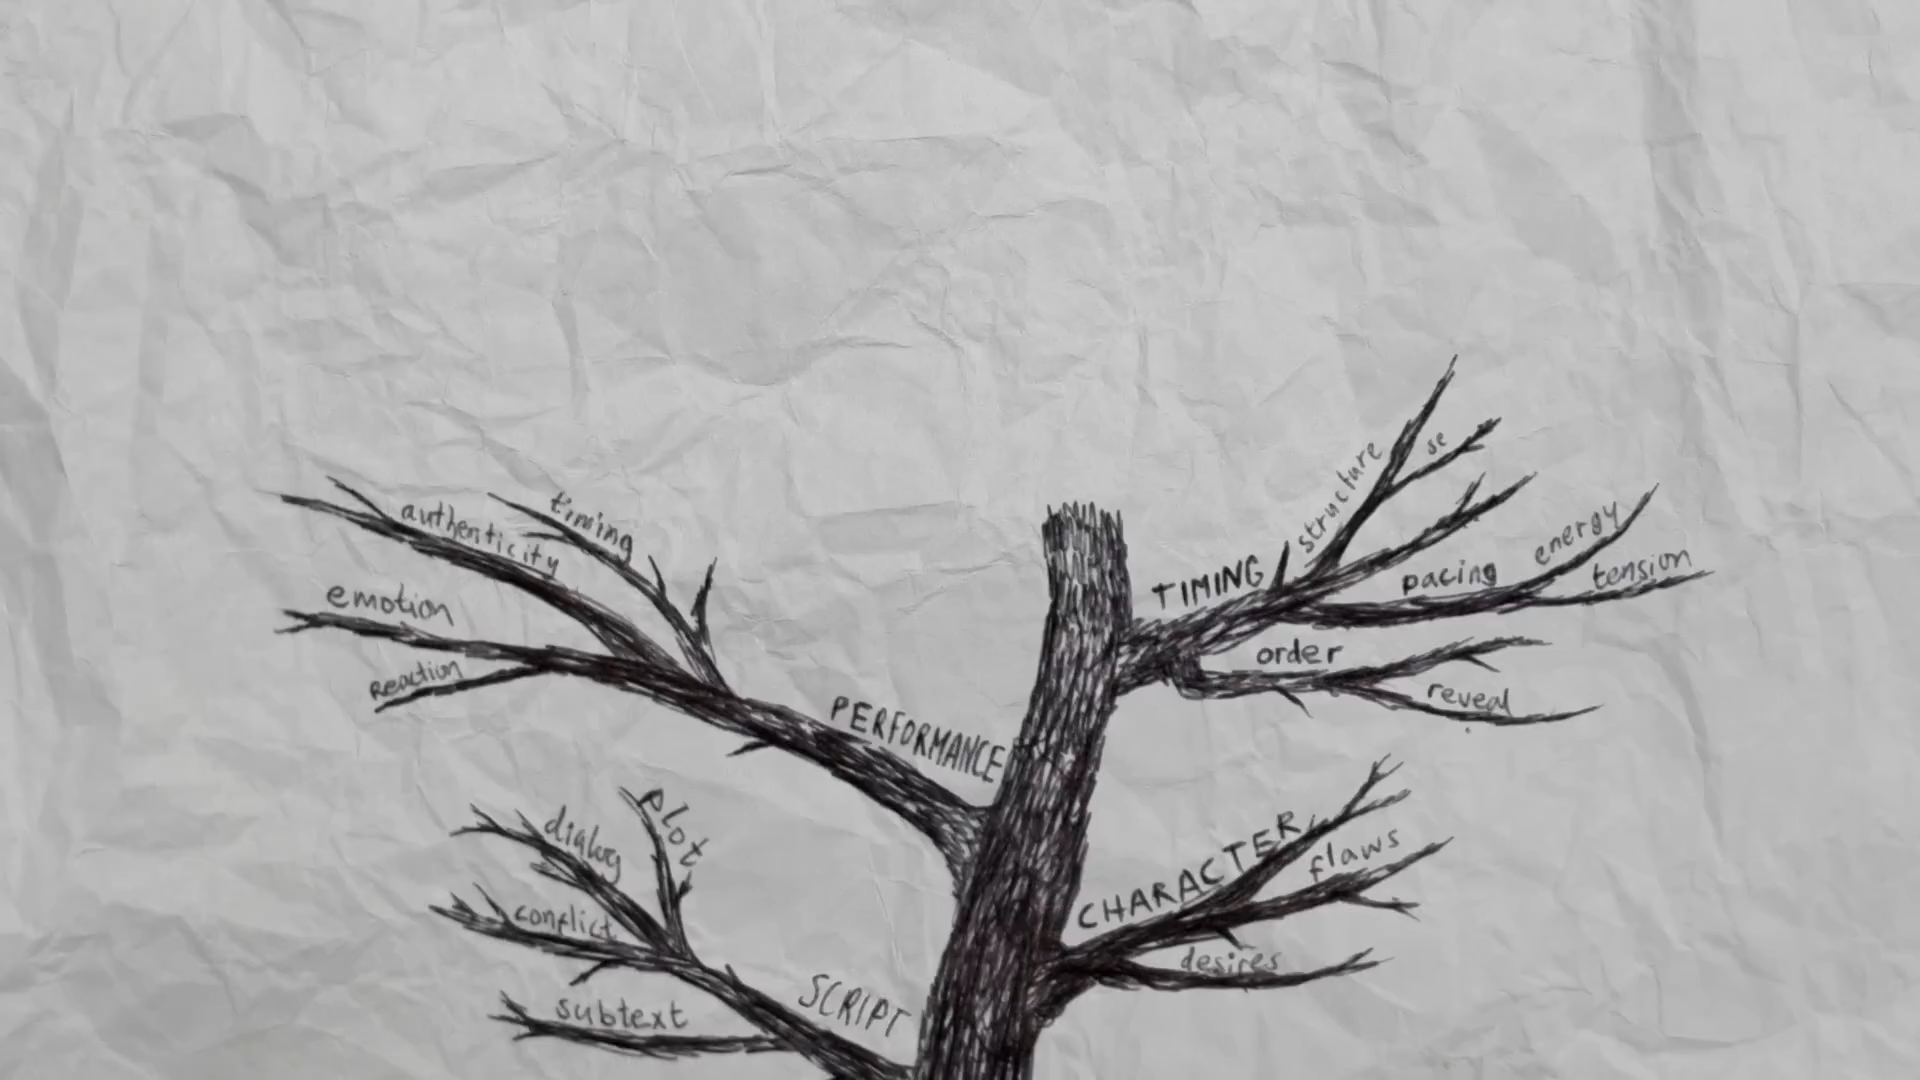 authenticity
timing
emotion
Reaction
PERFORMANCE
TIMING
structure
se
pacing
energy
tension
order
reveal
dialog
plot
conflict
subtext
SCRIPT
CHARACTER
flaws
desires